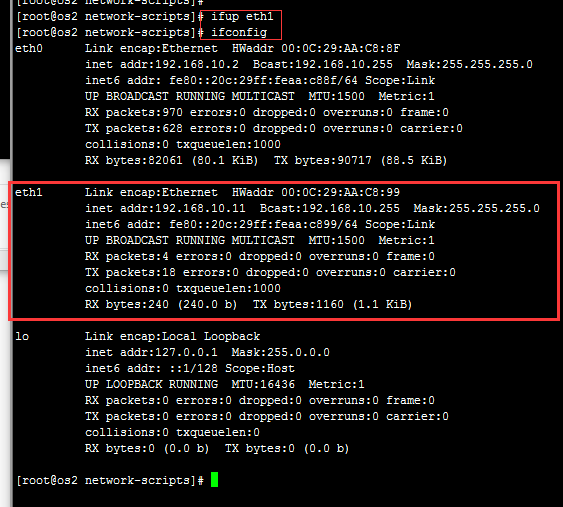 [root@os2 network-scripts]#
[root@os2 network-scripts]# ifup eth1
[root@os2 network-scripts]# ifconfig
eth0      Link encap:Ethernet  HWaddr 00:0C:29:AA:C8:8F
          inet addr:192.168.10.2  Bcast:192.168.10.255  Mask:255.255.255.0
          inet6 addr: fe80::20c:29ff:feaa:c88f/64 Scope:Link
          UP BROADCAST RUNNING MULTICAST  MTU:1500  Metric:1
          RX packets:970 errors:0 dropped:0 overruns:0 frame:0
          TX packets:628 errors:0 dropped:0 overruns:0 carrier:0
          collisions:0 txqueuelen:1000
          RX bytes:82061 (80.1 KiB)  TX bytes:90717 (88.5 KiB)
eth1      Link encap:Ethernet  HWaddr 00:0C:29:AA:C8:99
          inet addr:192.168.10.11  Bcast:192.168.10.255  Mask:255.255.255.0
          inet6 addr: fe80::20c:29ff:feaa:c899/64 Scope:Link
          UP BROADCAST RUNNING MULTICAST  MTU:1500  Metric:1
          RX packets:4 errors:0 dropped:0 overruns:0 frame:0
          TX packets:18 errors:0 dropped:0 overruns:0 carrier:0
          collisions:0 txqueuelen:1000
          RX bytes:240 (240.0 b)  TX bytes:1160 (1.1 KiB)
lo        Link encap:Local Loopback
          inet addr:127.0.0.1  Mask:255.0.0.0
          inet6 addr: ::1/128 Scope:Host
          UP LOOPBACK RUNNING  MTU:16436  Metric:1
          RX packets:0 errors:0 dropped:0 overruns:0 frame:0
          TX packets:0 errors:0 dropped:0 overruns:0 carrier:0
          collisions:0 txqueuelen:0
          RX bytes:0 (0.0 b)  TX bytes:0 (0.0 b)
[root@os2 network-scripts]#